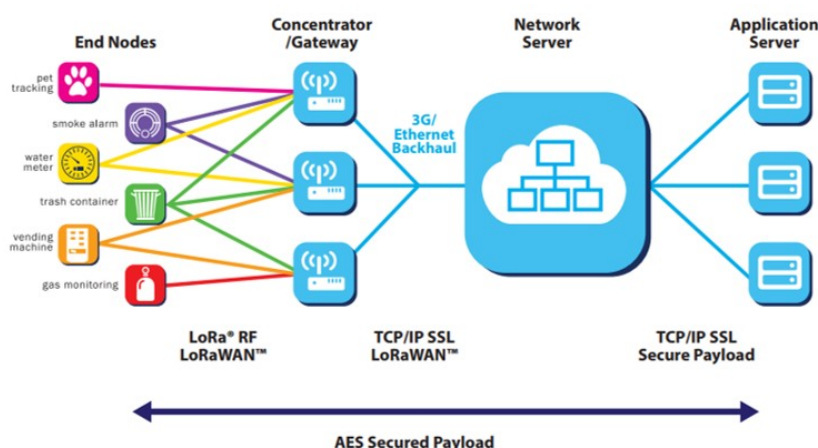 End Nodes
Concentrator
/Gateway
Network
Server
Application
Server
pet
tracking
smoke alarm
water
meter
trash container
vending
machine
gas monitoring
3G/
Ethernet
Backhaul
LoRa® RF
LoRaWAN™
TCP/IP SSL
LoRaWAN™
TCP/IP SSL
Secure Payload
AES Secured Payload